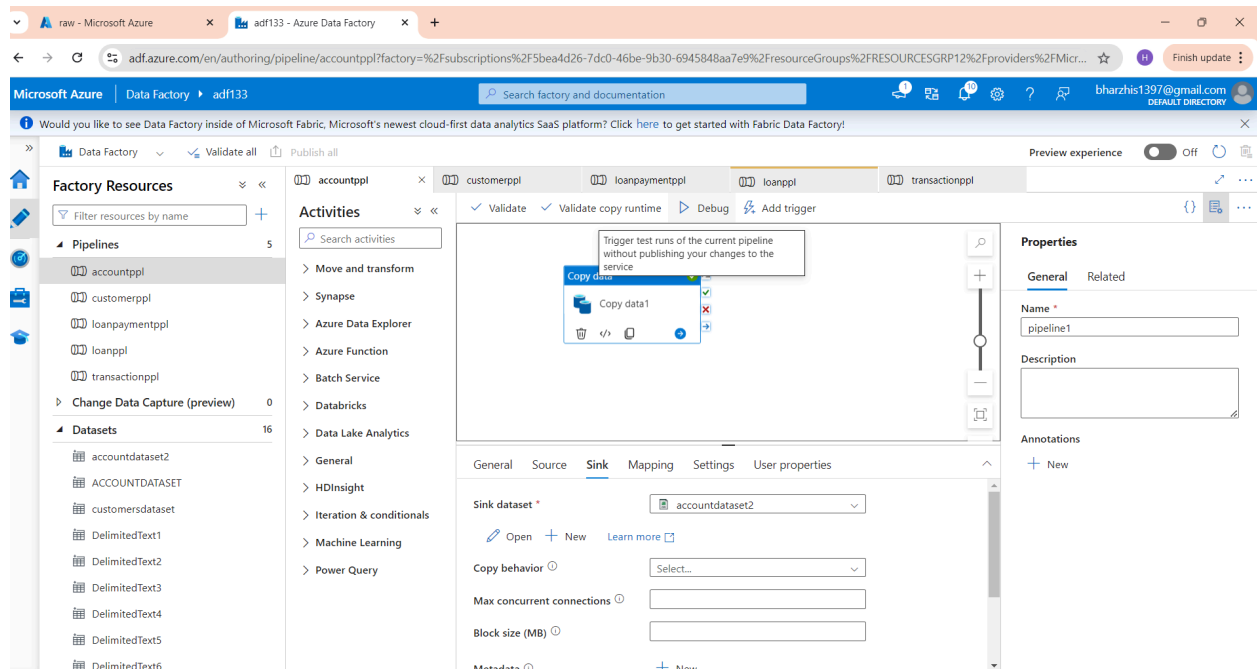 raw - Microsoft Azure
adf133 - Azure Data Factory
adf.azure.com/en/authoring/pipeline/accountppl?factory=%2Fsubscriptions%2F5bea4d26-7dc0-46be-9b30-6945848aa7e9%2FresourceGroups%2FRESOURCESGRP12%2Fproviders%2FMicr...
H
Finish update
Microsoft Azure
Data Factory
adf133
Search factory and documentation
1
10
bharzhis1397@gmail.com
DEFAULT DIRECTORY
Would you like to see Data Factory inside of Microsoft Fabric, Microsoft's newest cloud-first data analytics SaaS platform? Click here to get started with Fabric Data Factory!
Data Factory
Validate all
Publish all
Preview experience
Off
Factory Resources
Filter resources by name
Pipelines 5
accountppl
customerppl
loanpaymentppl
loanppl
transactionppl
Change Data Capture (preview) 0
Datasets 16
accountdataset2
ACCOUNTDATASET
customersdataset
DelimitedText1
DelimitedText2
DelimitedText3
DelimitedText4
DelimitedText5
DelimitedText6
accountppl
customerppl
loanpaymentppl
loanppl
transactionppl
Activities
Search activities
Move and transform
Synapse
Azure Data Explorer
Azure Function
Batch Service
Databricks
Data Lake Analytics
General
HDInsight
Iteration & conditionals
Machine Learning
Power Query
Validate
Validate copy runtime
Debug
Add trigger
Trigger test runs of the current pipeline
without publishing your changes to the
service
Copy data
Copy data1
General
Source
Sink
Mapping
Settings
User properties
Sink dataset *
accountdataset2
Open
New
Learn more
Copy behavior
Select...
Max concurrent connections
Block size (MB)
Metadata
New
Properties
General
Related
Name *
pipeline1
Description
Annotations
New